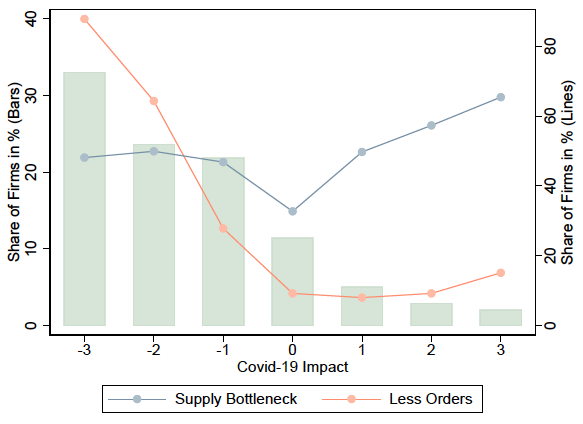 Share of Firms in % (Bars)
40
30
20
10
0
80
60
40
20
0
Share of Firms in % (Lines)
-3 -2 -1 0 1 2 3
Covid-19 Impact
Supply Bottleneck Less Orders